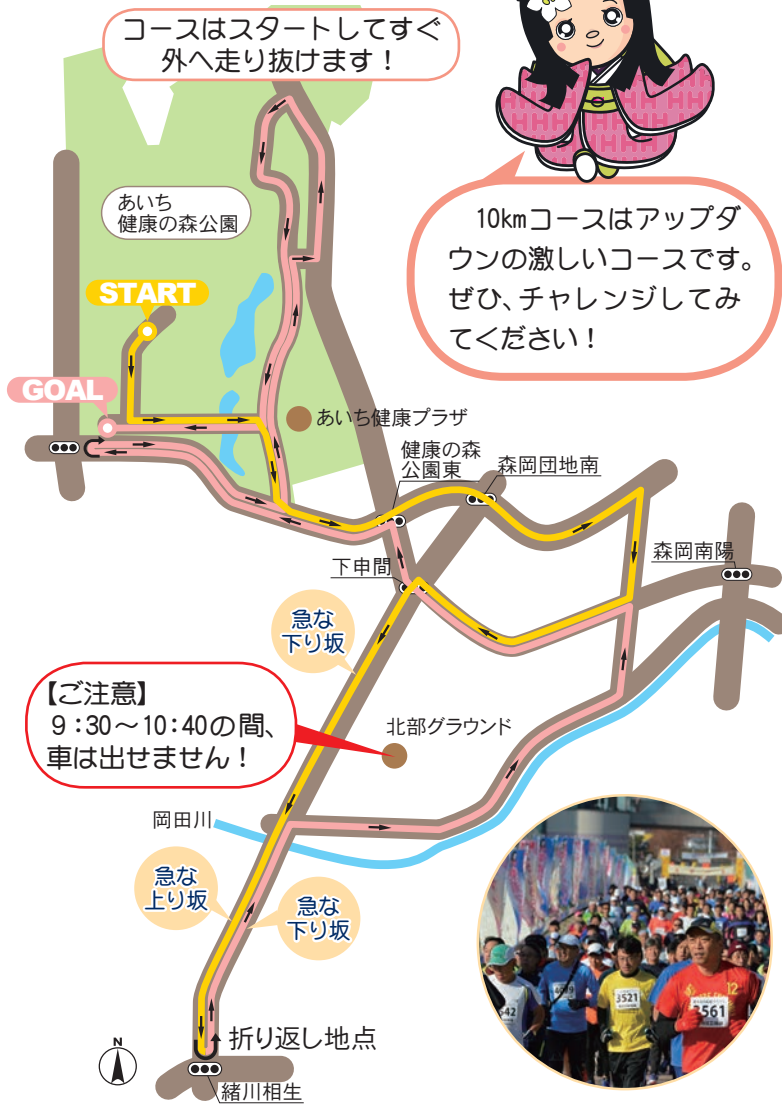 コースはスタートしてすぐ
外へ走り抜けます！
10kmコースはアップダ
ウンの激しいコースです。
ぜひ、チャレンジしてみ
てください！
あいち
健康の森公園
START
GOAL
あいち健康プラザ
健康の森
公園東
森岡団地南
下申間
森岡南陽
急な
下り坂
【ご注意】
9：30～10：40の間、
車は出せません！
北部グラウンド
岡田川
急な
上り坂
急な
下り坂
N
折り返し地点
緒川相生
3521
3561
12